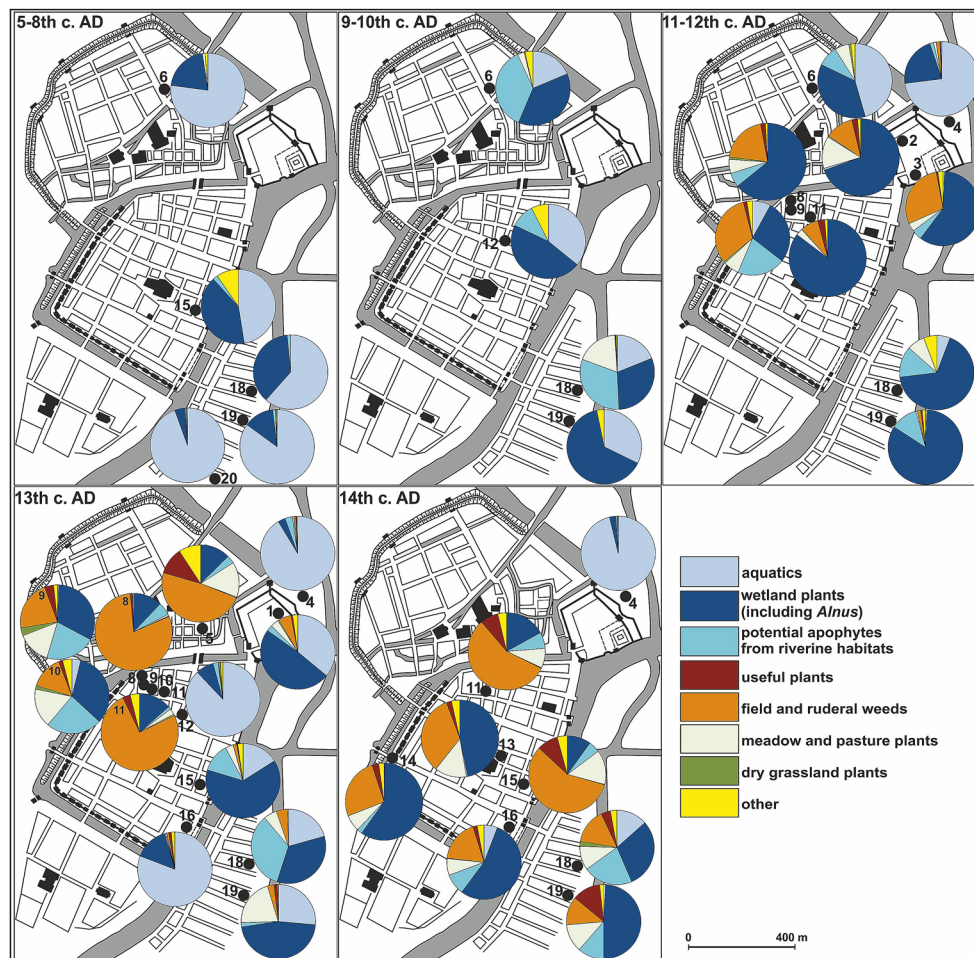 5-8th c. AD
6
15
18
19
20
9-10th c. AD
6
12
18
19
11-12th c. AD
6
4
2
3
8
9 11
18
19
13th c. AD
4
1
9
8
5
10
8 9 10
11
11
12
15
16
18
19
14th c. AD
4
11
13
14
15
16
18
19
aquatics
wetland plants
(including Alnus)
potential apophytes
from riverine habitats
useful plants
field and ruderal weeds
meadow and pasture plants
dry grassland plants
other
0 400 m